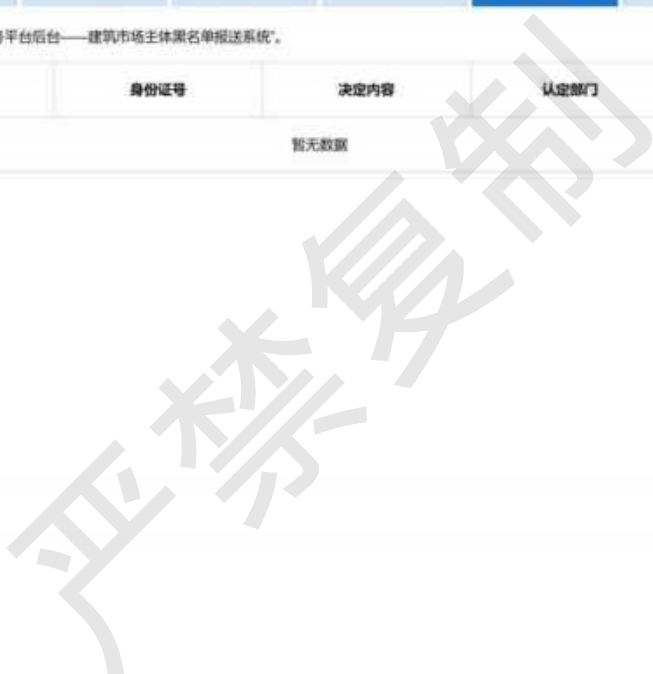 平台后台——建筑市场主体黑名单报送系统”。
身份证号 决定内容 认定部门
暂无数据
严禁复制